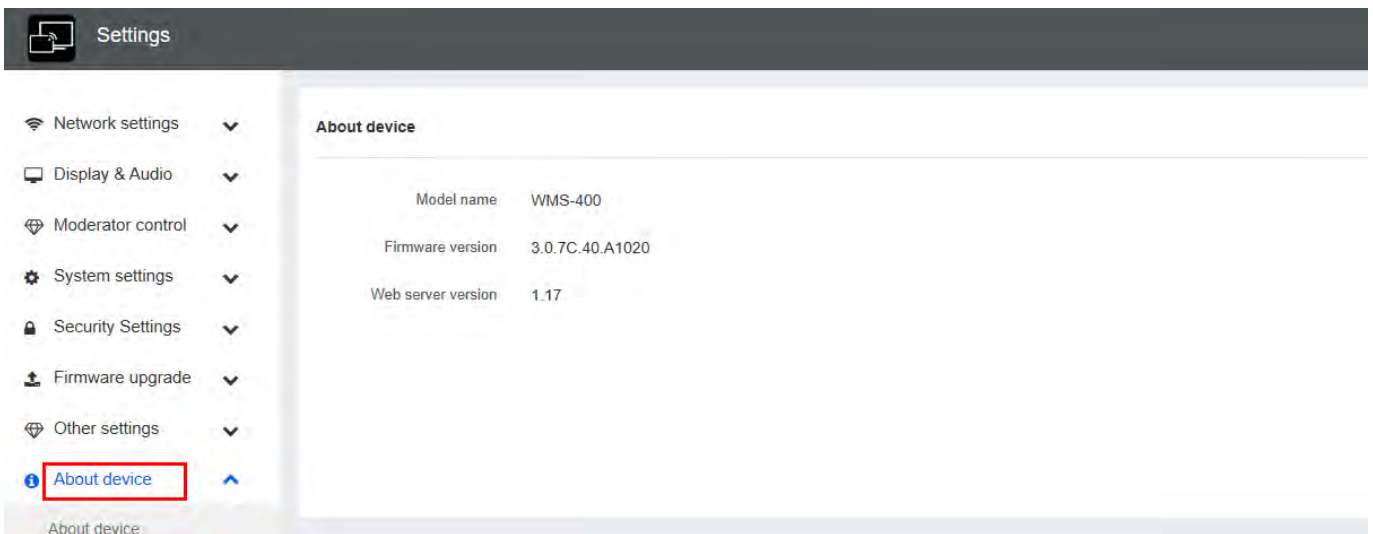 Settings
Network settings
Display & Audio
Moderator control
System settings
Security Settings
Firmware upgrade
Other settings
About device
About device
About device
Model name WMS-400
Firmware version 3.0.7C.40.A1020
Web server version 1.17